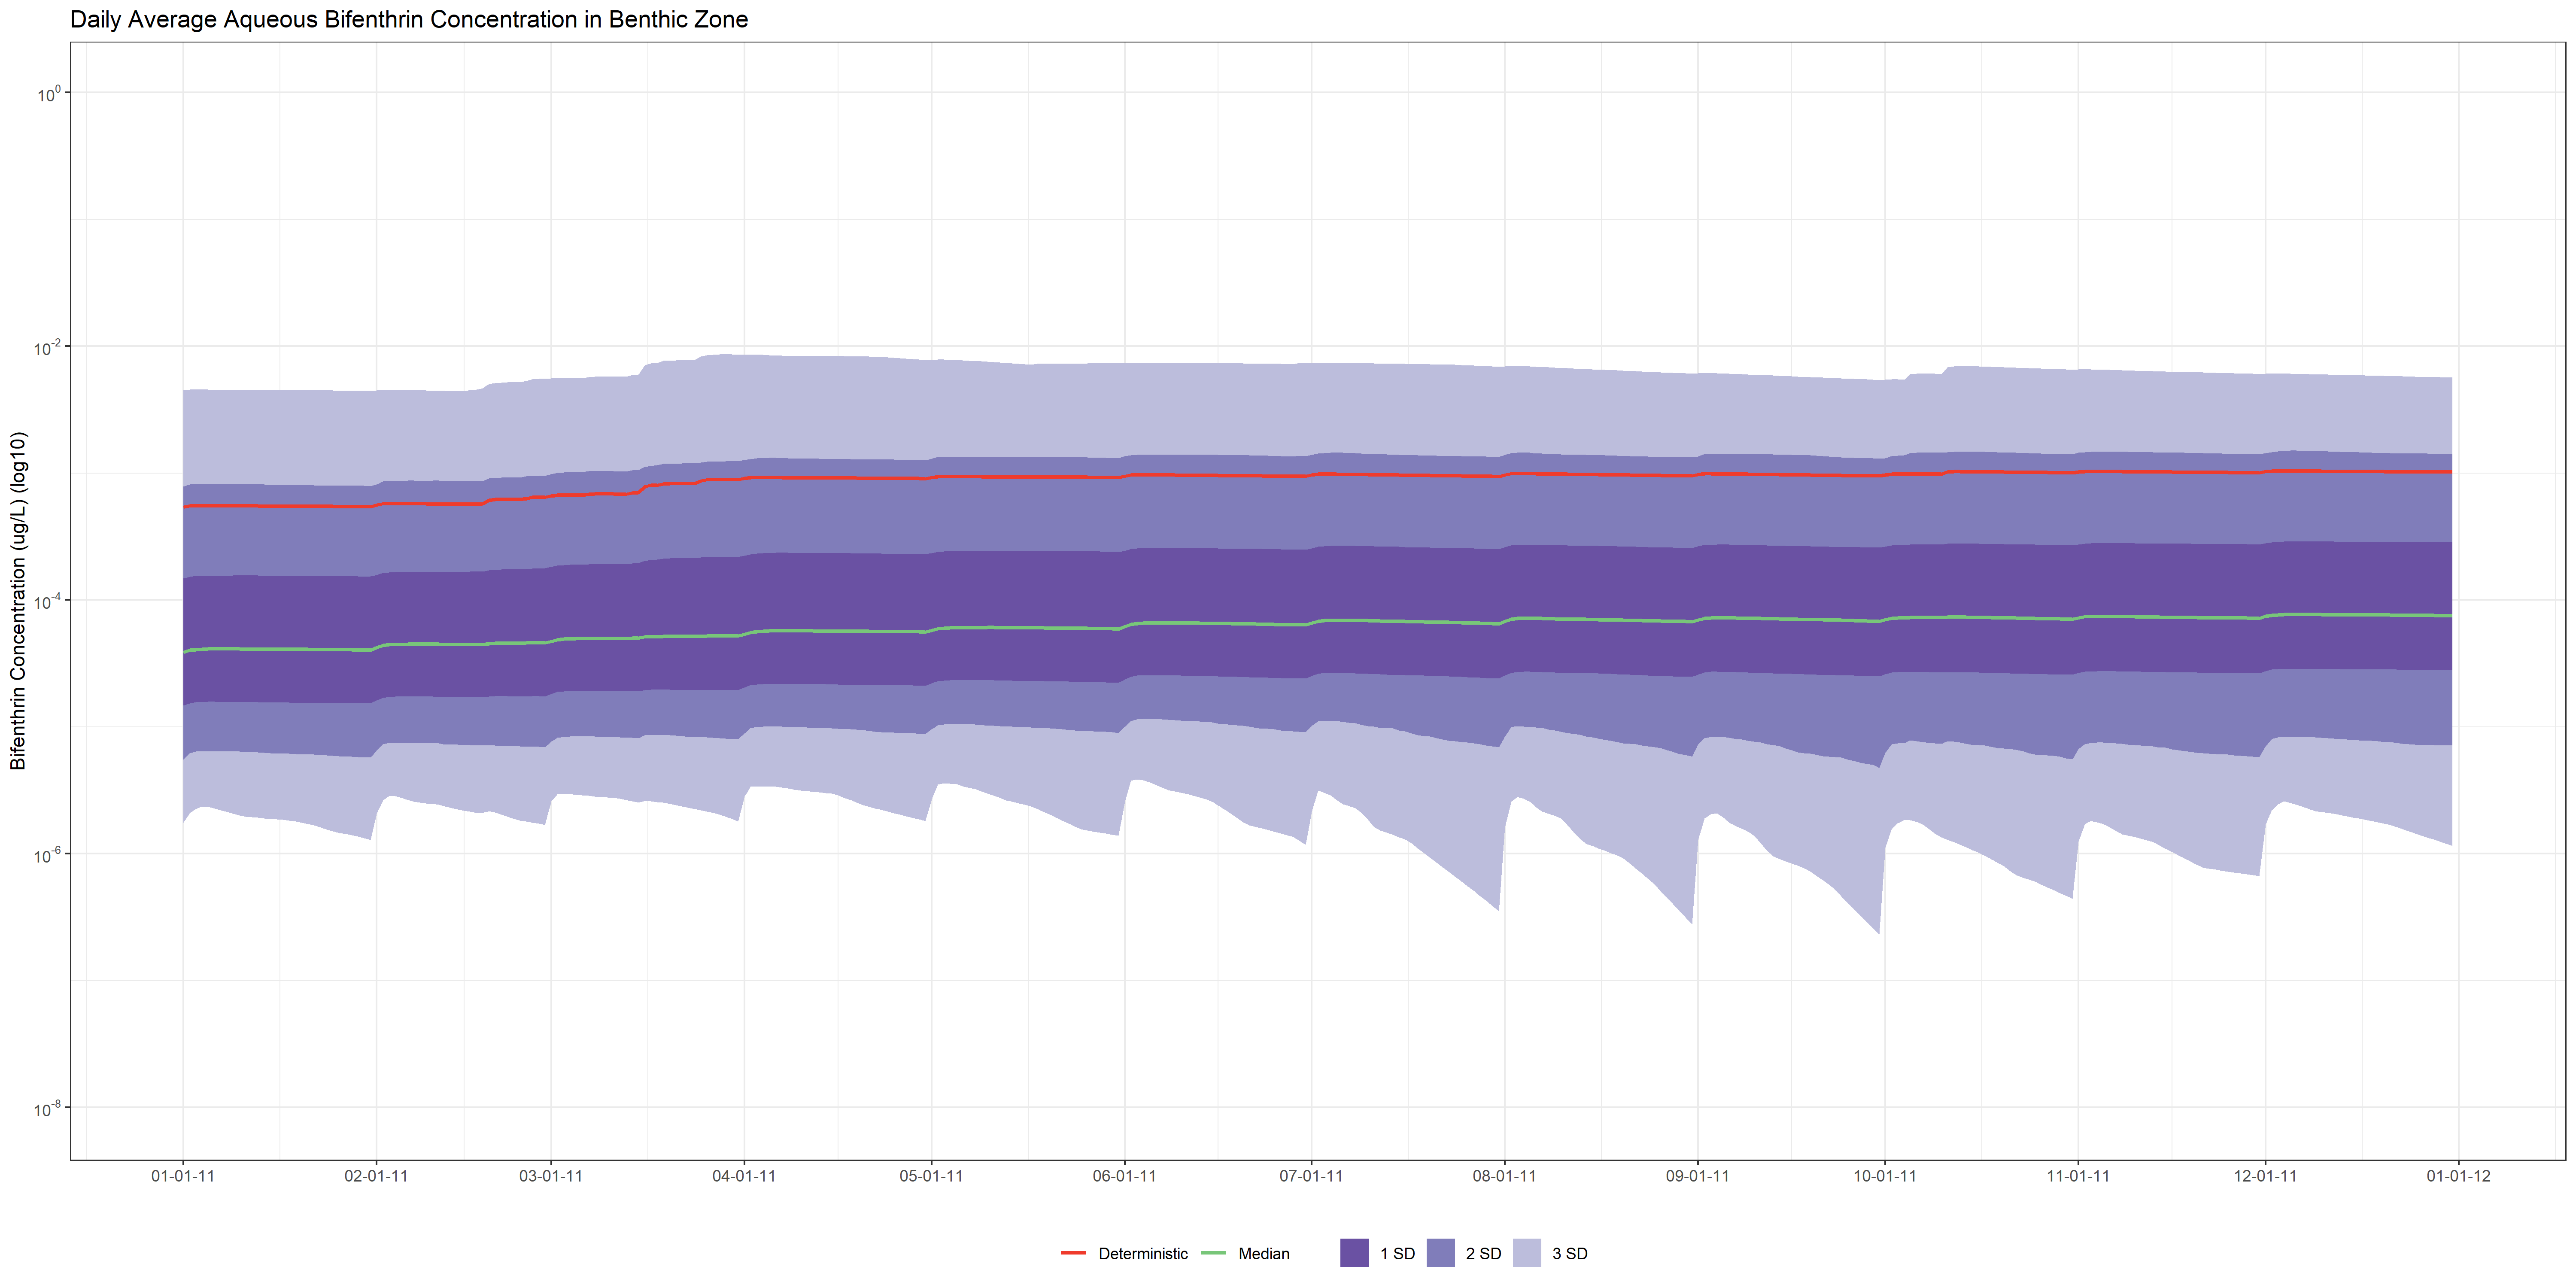 Daily Average Aqueous Bifenthrin Concentration in Benthic Zone
Bifenthrin Concentration (ug/L) (log10)
10^0
10^-2
10^-4
10^-6
10^-8
01-01-11 02-01-11 03-01-11 04-01-11 05-01-11 06-01-11 07-01-11 08-01-11 09-01-11 10-01-11 11-01-11 12-01-11 01-01-12
Deterministic Median 1 SD 2 SD 3 SD